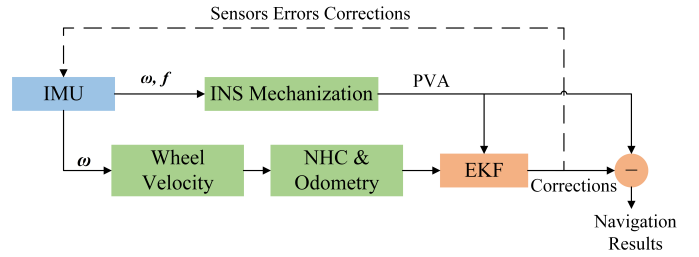 Sensors Errors Corrections
IMU
ω, f
INS Mechanization
PVA
ω
Wheel
Velocity
NHC &
Odometry
EKF
Corrections
−
Navigation
Results